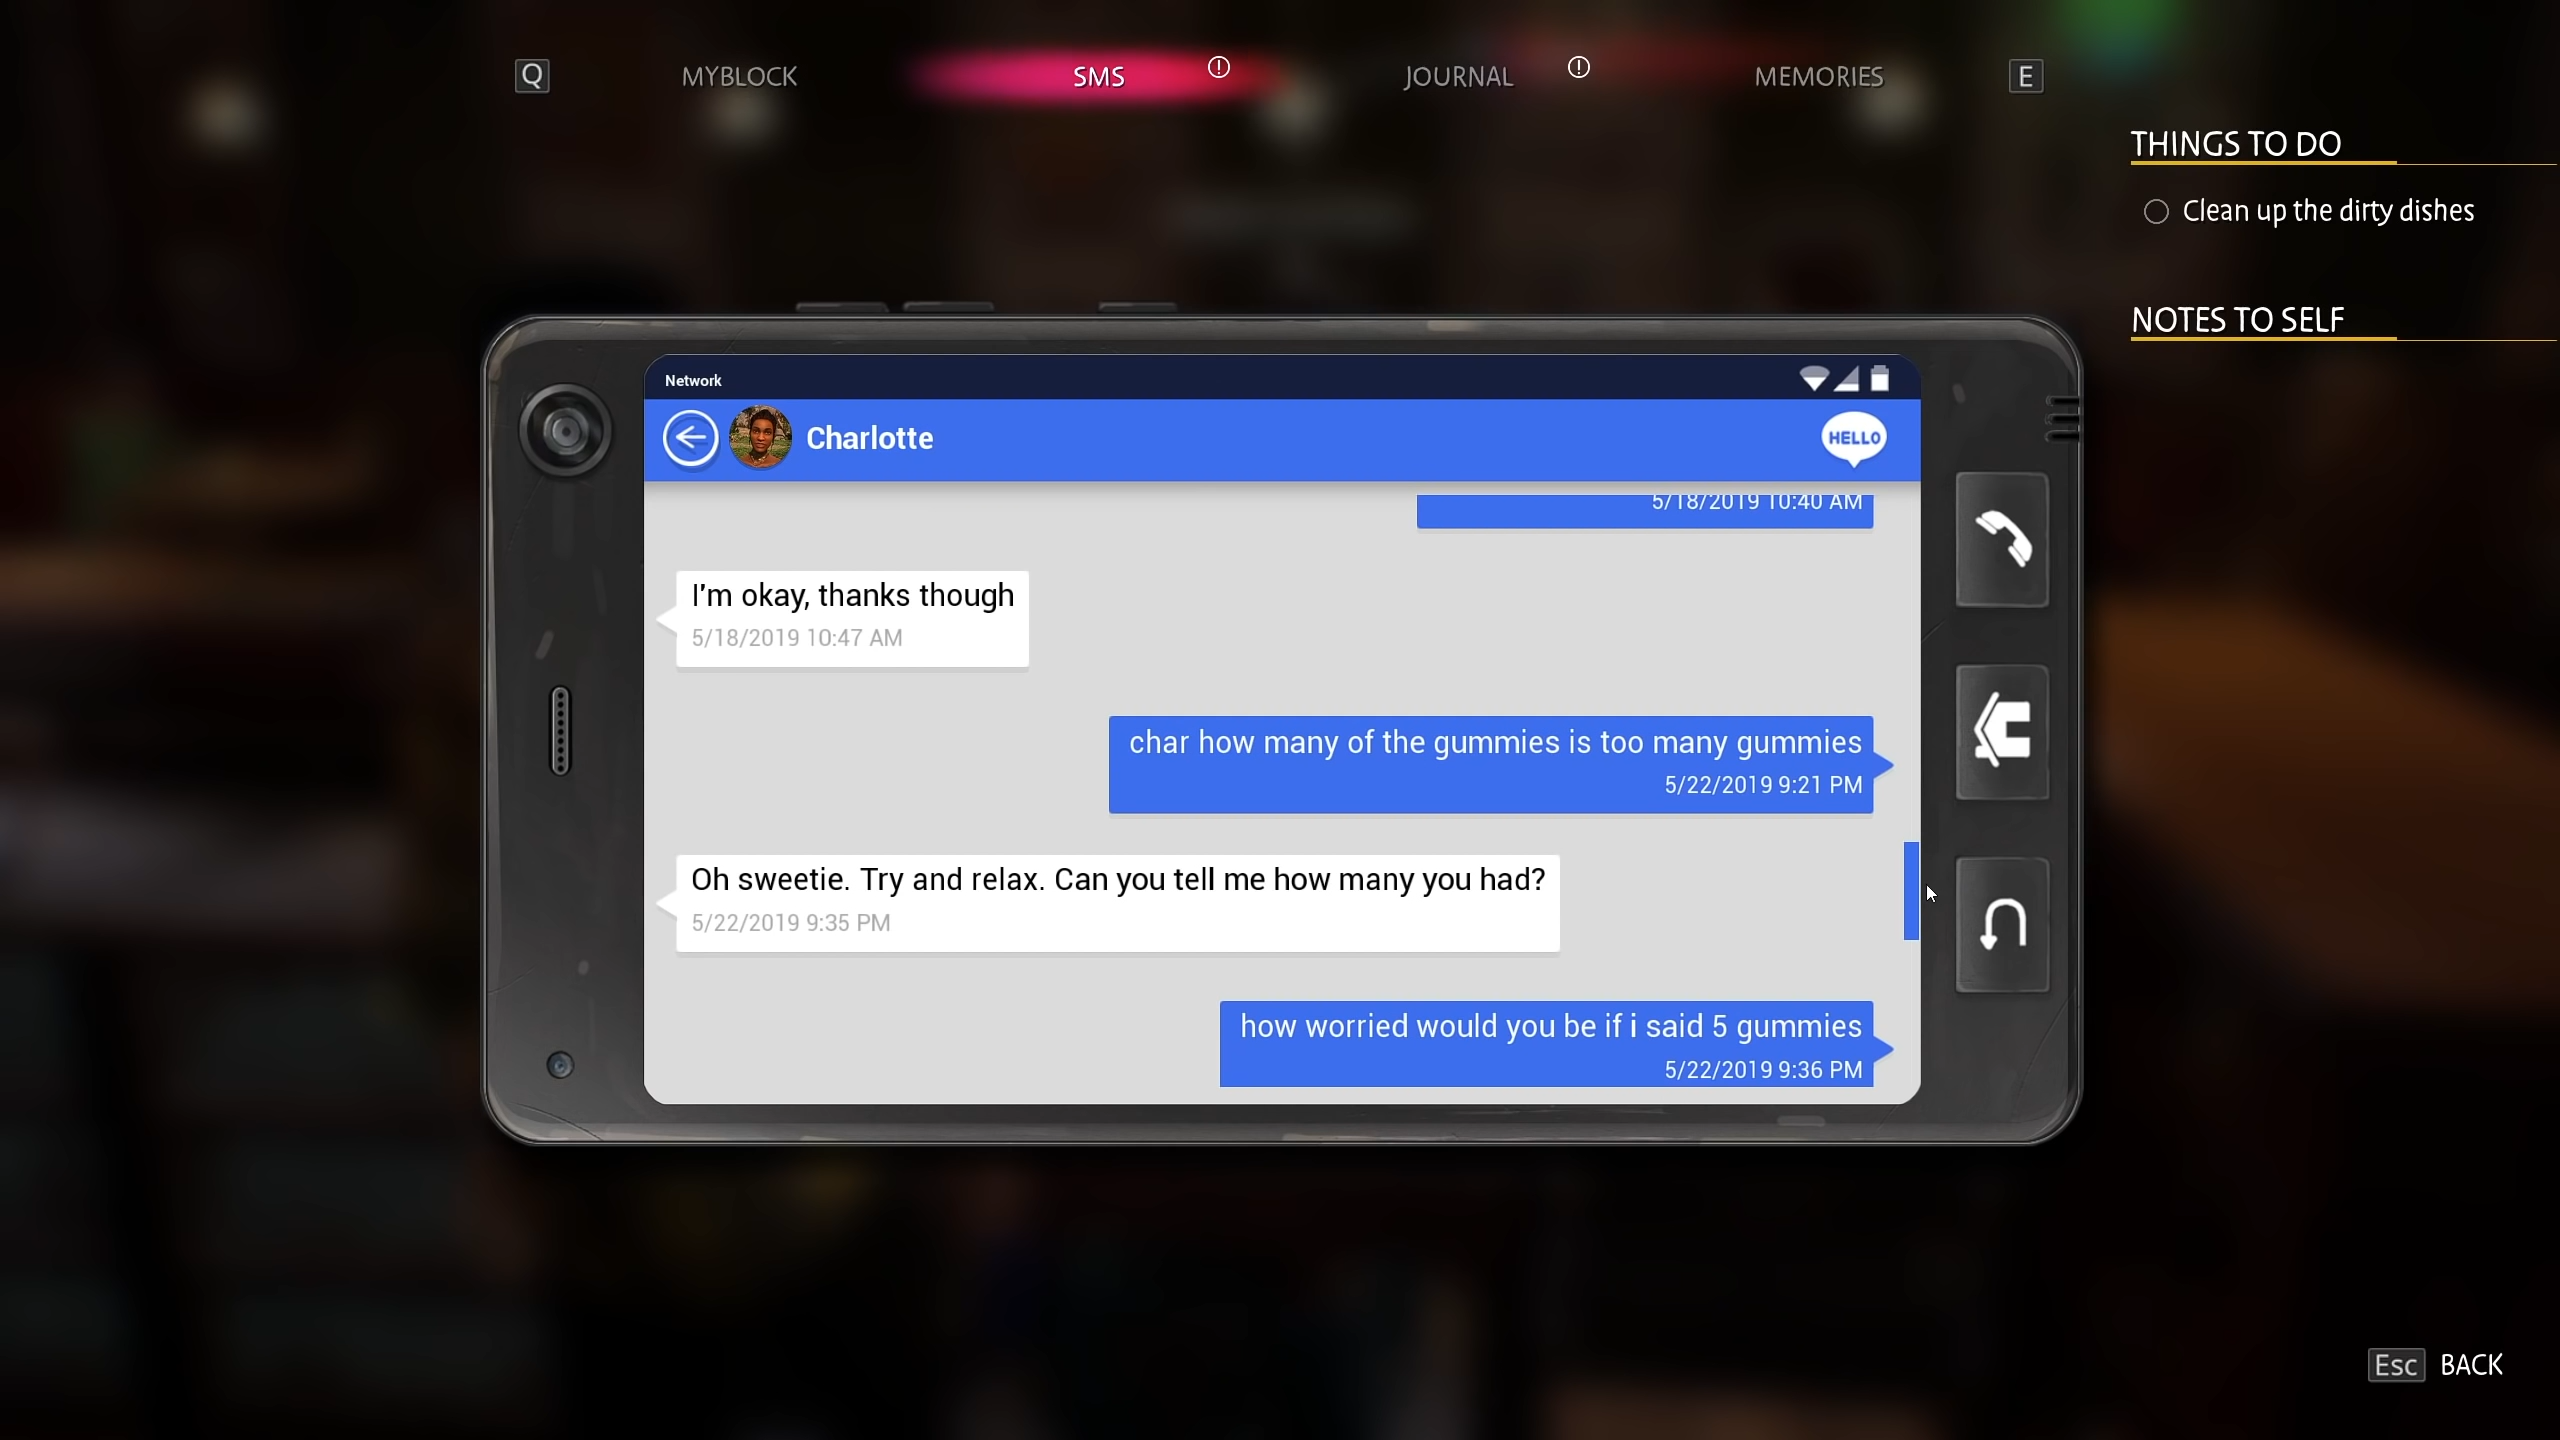 Q
MYBLOCK
SMS
JOURNAL
MEMORIES
E
THINGS TO DO
Clean up the dirty dishes
NOTES TO SELF
Network
Charlotte
HELLO
5/18/2019 10:40 AM
I'm okay, thanks though
5/18/2019 10:47 AM
char how many of the gummies is too many gummies
5/22/2019 9:21 PM
Oh sweetie. Try and relax. Can you tell me how many you had?
5/22/2019 9:35 PM
how worried would you be if i said 5 gummies
5/22/2019 9:36 PM
Esc BACK